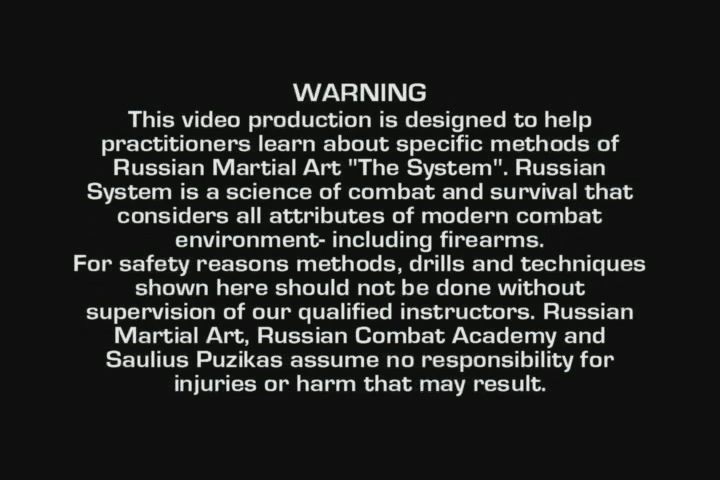 WARNING
This video production is designed to help
practitioners learn about specific methods of
Russian Martial Art "The System". Russian
System is a science of combat and survival that
considers all attributes of modern combat
environment- including firearms.
For safety reasons methods, drills and techniques
shown here should not be done without
supervision of our qualified instructors. Russian
Martial Art, Russian Combat Academy and
Saulius Puzikas assume no responsibility for
injuries or harm that may result.